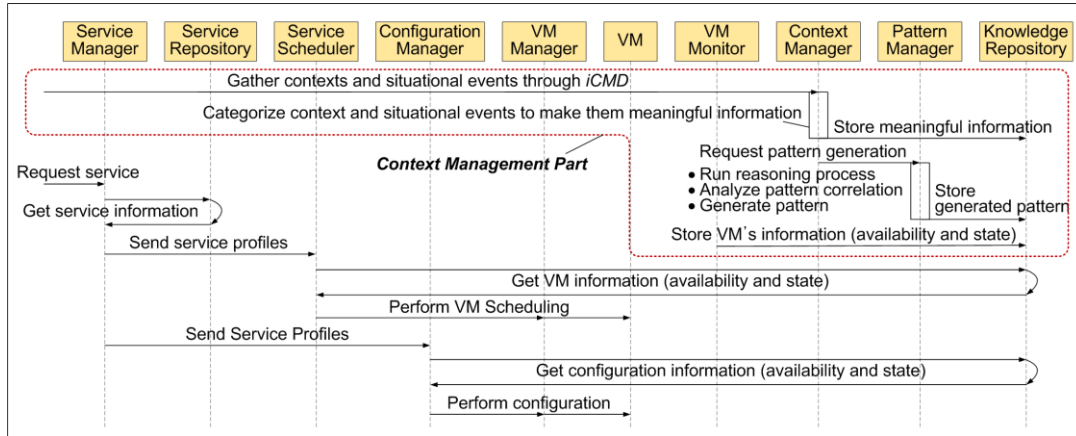 Service Manager
Service Repository
Service Scheduler
Configuration Manager
VM Manager
VM
VM Monitor
Context Manager
Pattern Manager
Knowledge Repository
Gather contexts and situational events through iCMD
Categorize context and situational events to make them meaningful information
Store meaningful information
Context Management Part
Request pattern generation
• Run reasoning process
• Analyze pattern correlation
• Generate pattern
Store
generated pattern
Request service
Get service information
Store VM's information (availability and state)
Send service profiles
Get VM information (availability and state)
Perform VM Scheduling
Send Service Profiles
Get configuration information (availability and state)
Perform configuration